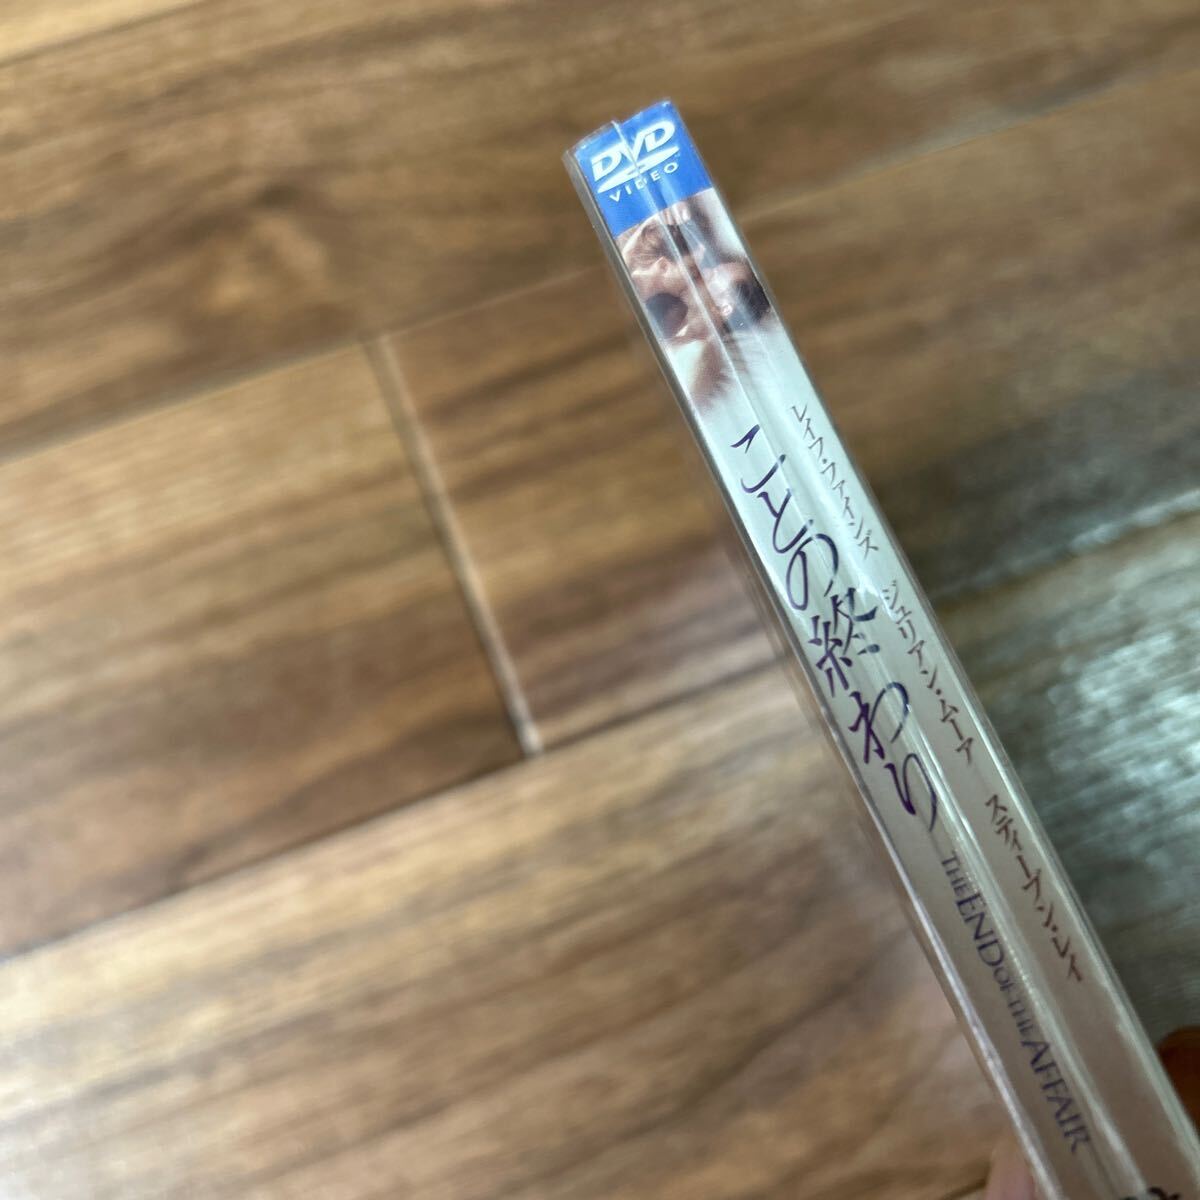 DVD
VIDEO
レイフ・ファインズ ジュリアン・ムーア スティーブン・レイ
ことの終わり
THE END OF THE AFFAIR